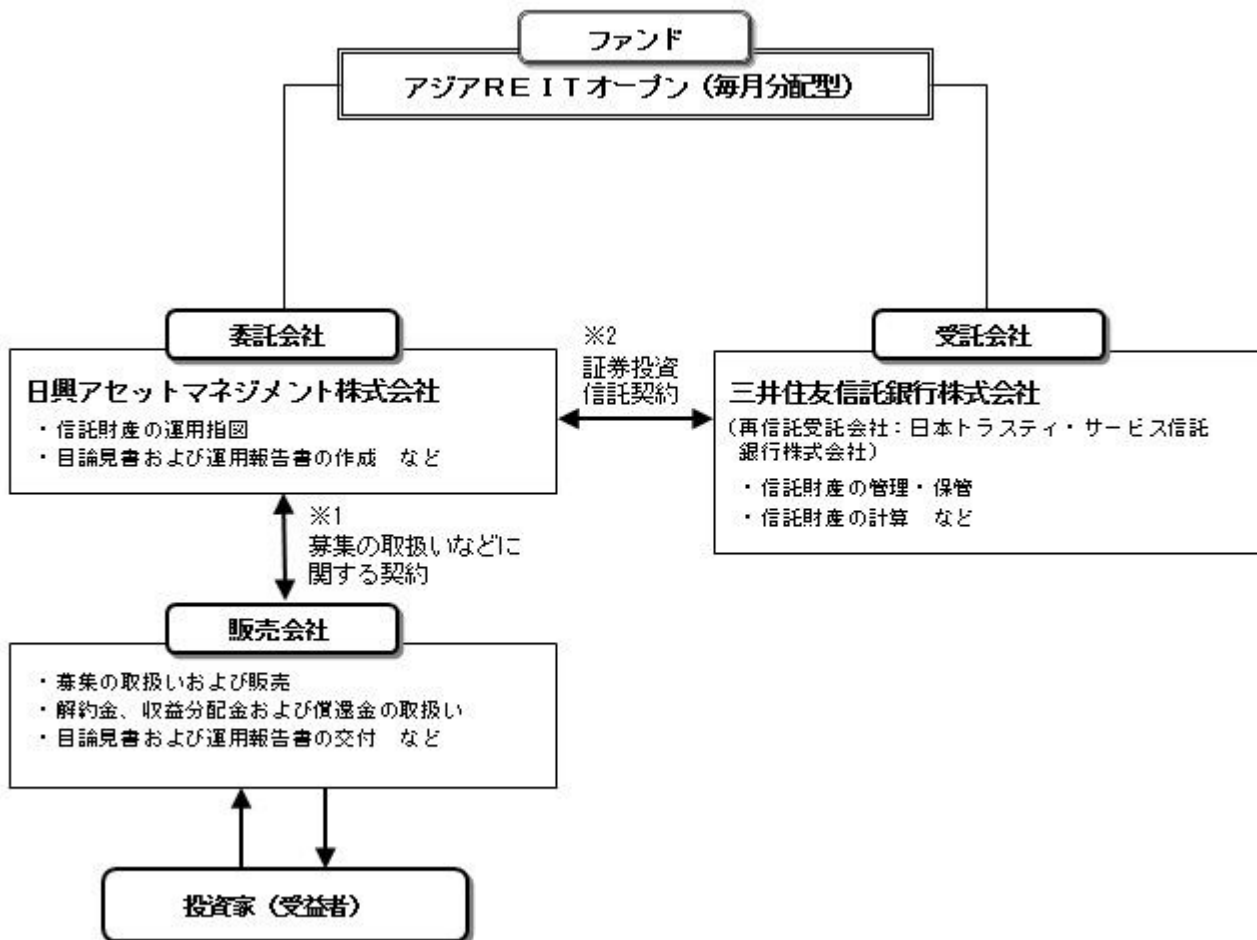 ファンド
アジアREITオープン(毎月分配型)
委託会社
日興アセットマネジメント株式会社
・信託財産の運用指図
・目論見書および運用報告書の作成 など
※2
証券投資
信託契約
受託会社
三井住友信託銀行株式会社
(再信託受託会社:日本トラスティ・サービス信託
銀行株式会社)
・信託財産の管理・保管
・信託財産の計算 など
※1
募集の取扱いなどに
関する契約
販売会社
・募集の取扱いおよび販売
・解約金、収益分配金および償還金の取扱い
・目論見書および運用報告書の交付 など
投資家(受益者)